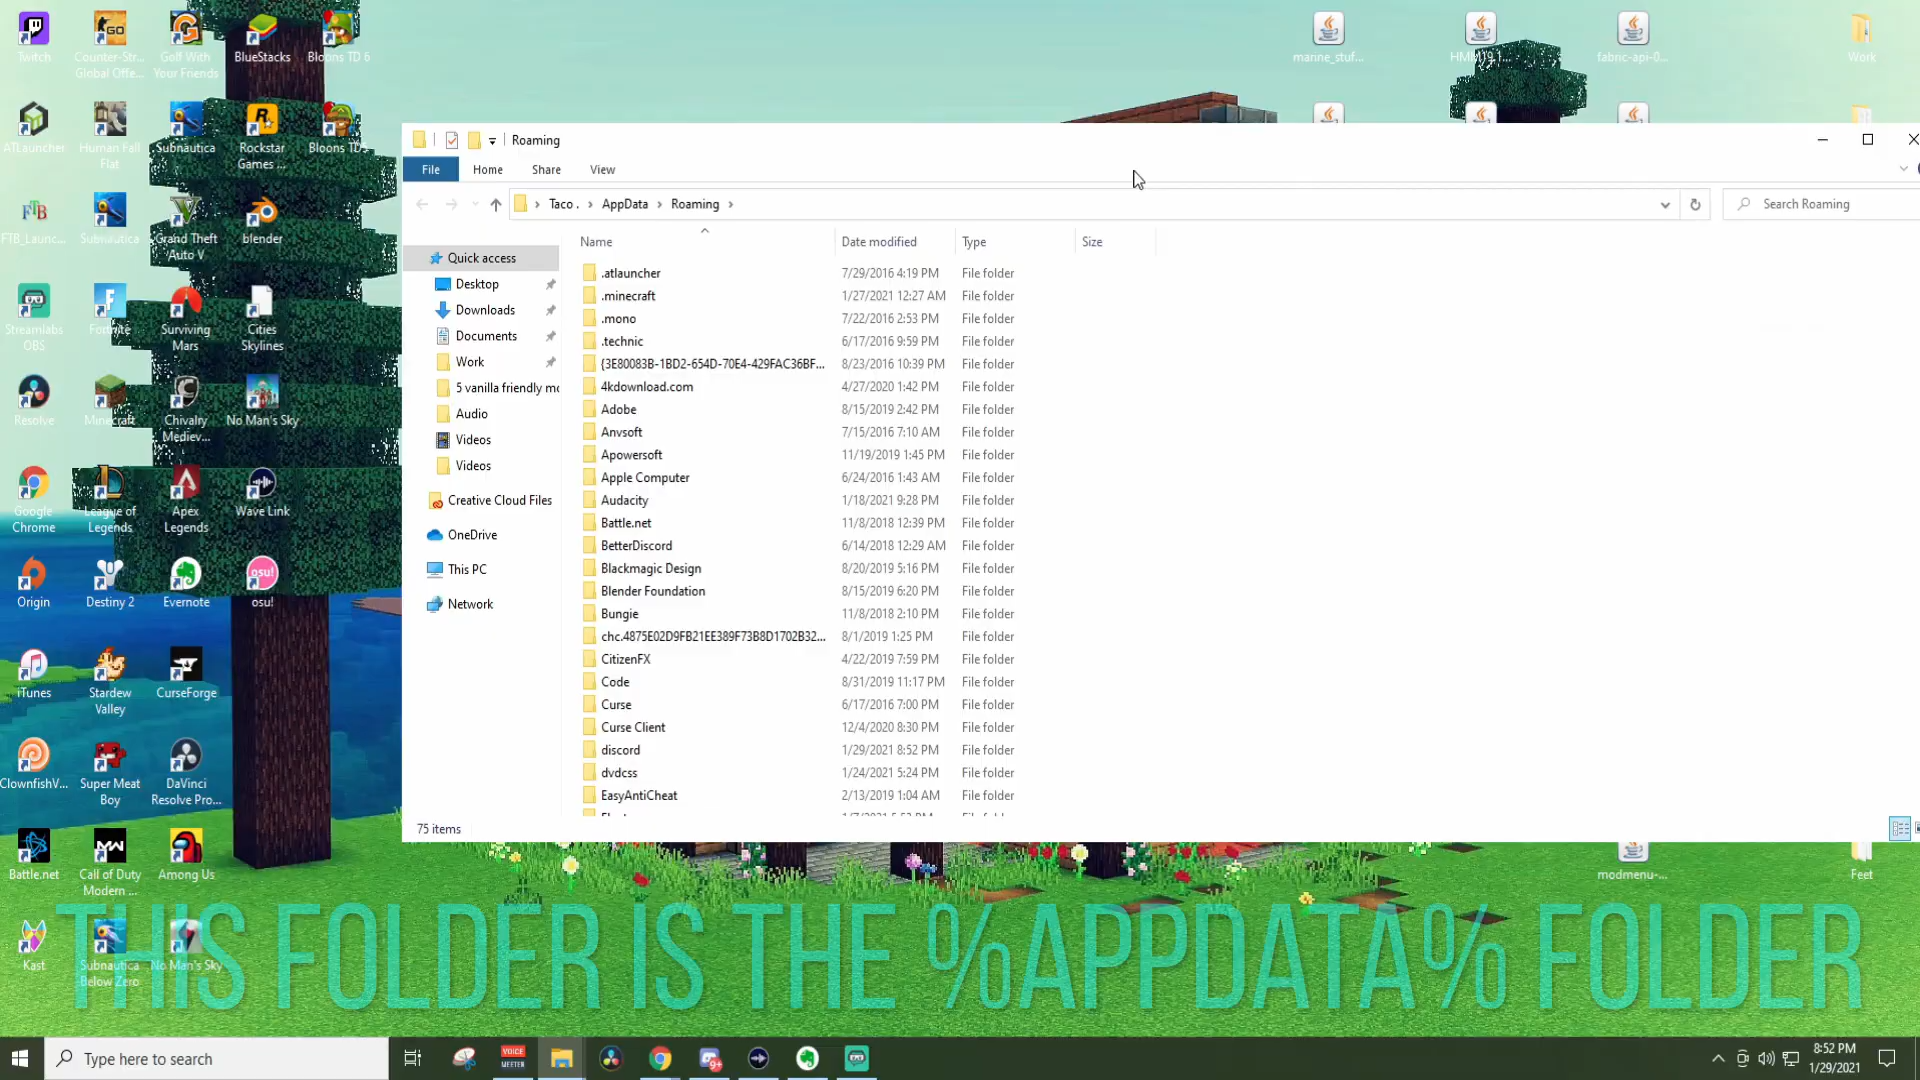 Twitch
Counter-Str...
Global Offe...
Golf With
Your Friends
BlueStacks
Bloons TD 6
marine_stuf...
fabric-api-0...
Work
ATLauncher
Human Fall
Flat
Subnautica
Rockstar
Games ...
Bloons TD5
Roaming
File
Home
Share
View
Taco .
AppData
Roaming
Search Roaming
FTB_Launc...
Subnautica
Grand Theft
Auto V
blender
Streamlabs
OBS
Fortnite
Surviving
Mars
Cities
Skylines
Resolve
Minecraft
Chivalry
Mediev...
No Man's Sky
Google
Chrome
League of
Legends
Apex
Legends
Wave Link
Origin
Destiny 2
Evernote
osu!
osu!
iTunes
Stardew
Valley
CurseForge
ClownfishV...
Super Meat
Boy
DaVinci
Resolve Pro...
Battle.net
Call of Duty
Modern ...
Among Us
Kast
Subnautica
Below Zero
No Man's Sky
Quick access
Desktop
Downloads
Documents
Work
5 vanilla friendly mo
Audio
Videos
Videos
Creative Cloud Files
OneDrive
This PC
Network
Name Date modified Type Size
.atlauncher 7/29/2016 4:19 PM File folder
.minecraft 1/27/2021 12:27 AM File folder
.mono 7/22/2016 2:53 PM File folder
.technic 6/17/2016 9:59 PM File folder
{3E80083B-1BD2-654D-70E4-429FAC36BF... 8/23/2016 10:39 PM File folder
4kdownload.com 4/27/2020 1:42 PM File folder
Adobe 8/15/2019 2:42 PM File folder
Anvsoft 7/15/2016 7:10 AM File folder
Apowersoft 11/19/2019 1:45 PM File folder
Apple Computer 6/24/2016 1:43 AM File folder
Audacity 1/18/2021 9:28 PM File folder
Battle.net 11/8/2018 12:39 PM File folder
BetterDiscord 6/14/2018 12:29 AM File folder
Blackmagic Design 8/20/2019 5:16 PM File folder
Blender Foundation 8/15/2019 6:20 PM File folder
Bungie 11/8/2018 2:10 PM File folder
chc.4875E02D9FB21EE389F73B8D1702B32... 8/1/2019 1:25 PM File folder
CitizenFX 4/22/2019 7:59 PM File folder
Code 8/31/2019 11:17 PM File folder
Curse 6/17/2016 7:00 PM File folder
Curse Client 12/4/2020 8:30 PM File folder
discord 1/29/2021 8:52 PM File folder
dvdcss 1/24/2021 5:24 PM File folder
EasyAntiCheat 2/13/2019 1:04 AM File folder
75 items
modmenu-...
Feet
THIS FOLDER IS THE %APPDATA% FOLDER
Type here to search
VOICE
MEETER
9+
8:52 PM
1/29/2021